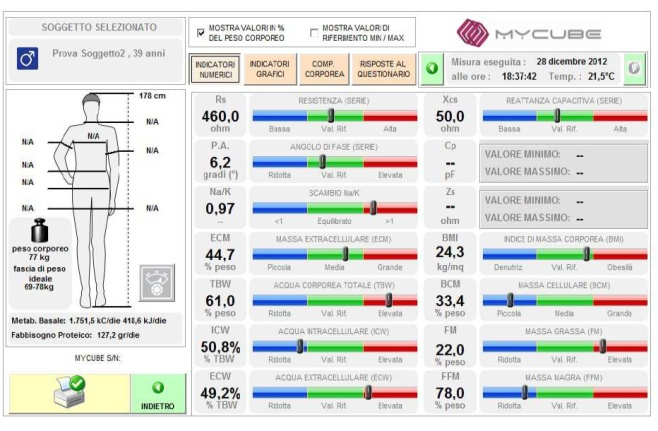 SOGGETTO SELEZIONATO
Prova Soggetto2 , 39 anni
MOSTRA VALORI IN %
DEL PESO CORPOREO
MOSTRA VALORI DI
RIFERIMENTO MIN / MAX
MYCUBE
INDICATORI
NUMERICI
INDICATORI
GRAFICI
COMP.
CORPOREA
RISPOSTE AL
QUESTIONARIO
Misura eseguita : 28 dicembre 2012
alle ore : 18:37:42 Temp. : 21,5°C
178 cm
N/A
N/A
N/A
N/A
N/A
N/A
N/A
N/A
peso corporeo
77 kg
fascia di peso
ideale
69-78kg
Metab. Basale: 1.751,5 kC/die 418,6 kJ/die
Fabbisogno Proteico: 127,2 gr/die
MYCUBE S/N:
INDIETRO
Rs
460,0
ohm
RESISTENZA (SERIE)
Bassa Val. Rif. Alta
Xcs
50,0
ohm
REATTANZA CAPACITIVA (SERIE)
Bassa Val. Rif. Alta
P.A.
6,2
gradi (°)
ANGOLO DI FASE (SERIE)
Ridotta Val. Rif. Elevata
Cp
--
pF
VALORE MINIMO: --
VALORE MASSIMO: --
Na/K
0,97
--
SCAMBIO Na/K
<1 Equilibrato >1
Zs
--
ohm
VALORE MINIMO: --
VALORE MASSIMO: --
ECM
44,7
% peso
MASSA EXTRACELLULARE (ECM)
Piccola Media Grande
BMI
24,3
kg/mq
INDICE DI MASSA CORPOREA (BMI)
Denutriz. Val. Rif. Obesità
TBW
61,0
% peso
ACQUA CORPOREA TOTALE (TBW)
Ridotta Val. Rif. Elevata
BCM
33,4
% peso
MASSA CELLULARE (BCM)
Piccola Media Grande
ICW
50,8%
% TBW
ACQUA INTRACELLULARE (ICW)
Ridotta Val. Rif. Elevata
FM
22,0
% peso
MASSA GRASSA (FM)
Ridotta Val. Rif. Elevata
ECW
49,2%
% TBW
ACQUA EXTRACELLULARE (ECW)
Ridotta Val. Rif. Elevata
FFM
78,0
% peso
MASSA MAGRA (FFM)
Ridotta Val. Rif. Elevata